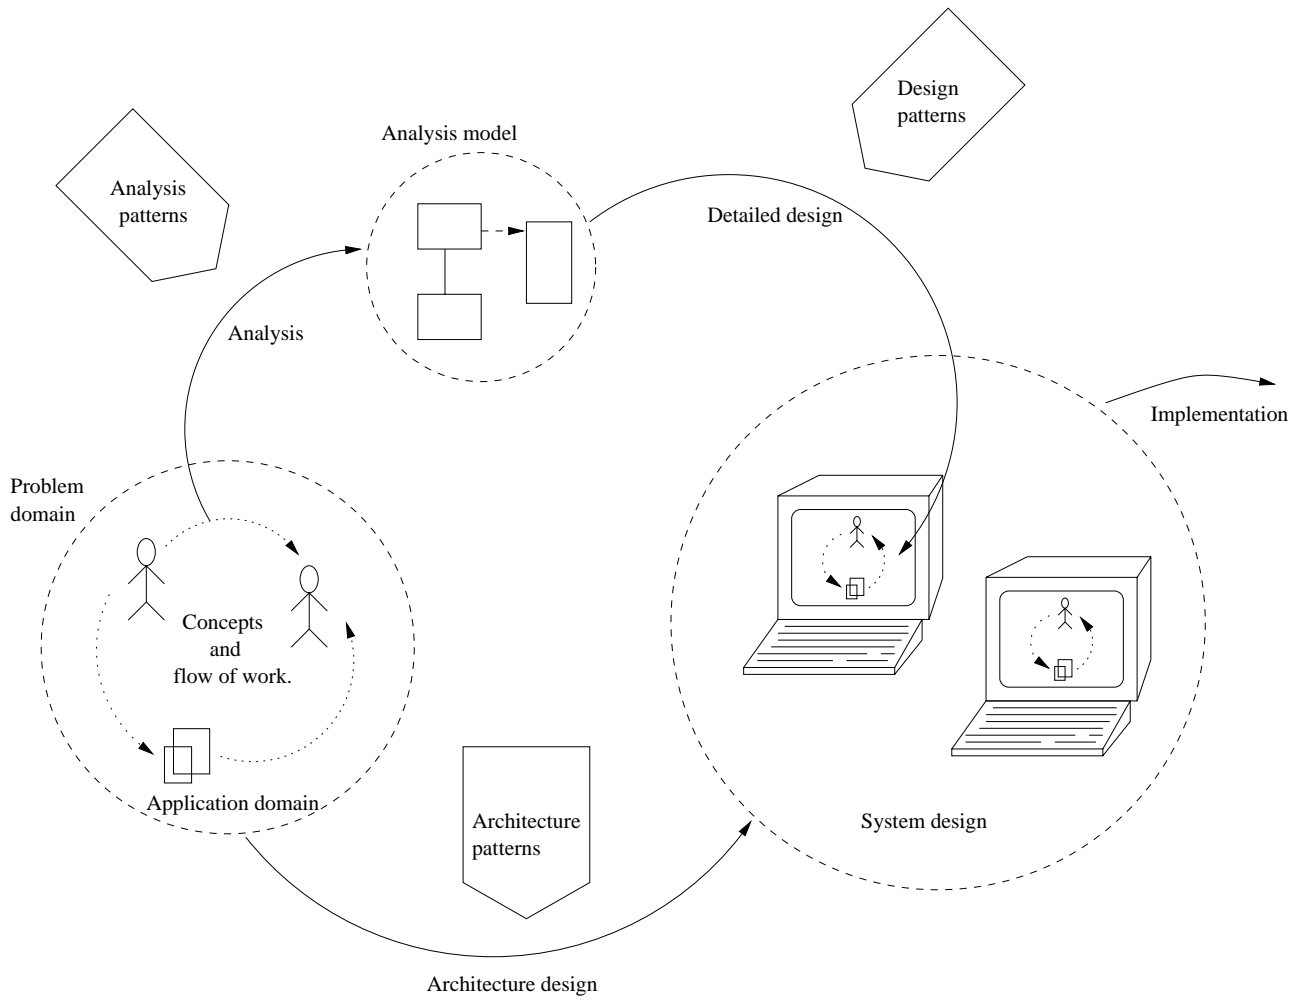 Design
patterns
Analysis model
Analysis
patterns
Detailed design
Analysis
Implementation
Problem
domain
Concepts
and
flow of work.
Application domain
Architecture
patterns
System design
Architecture design